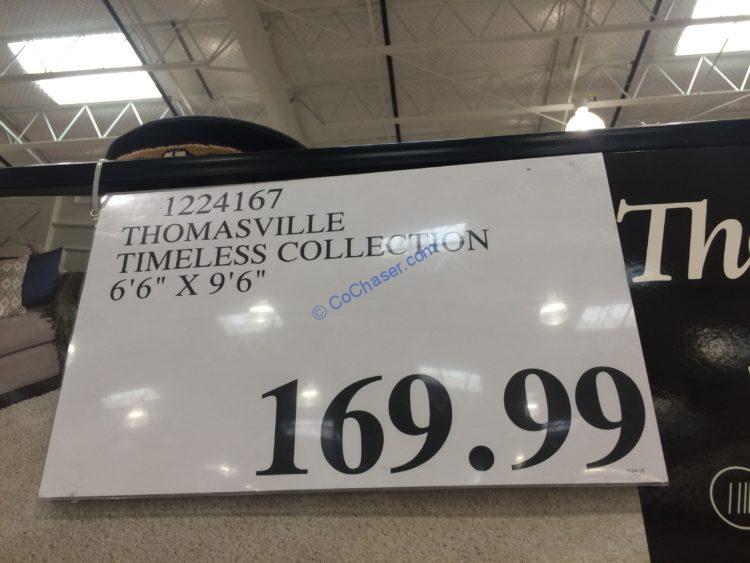 1224167
THOMASVILLE
TIMELESS COLLECTION
6'6" X 9'6"
© CoChaser.com
169.99
Th